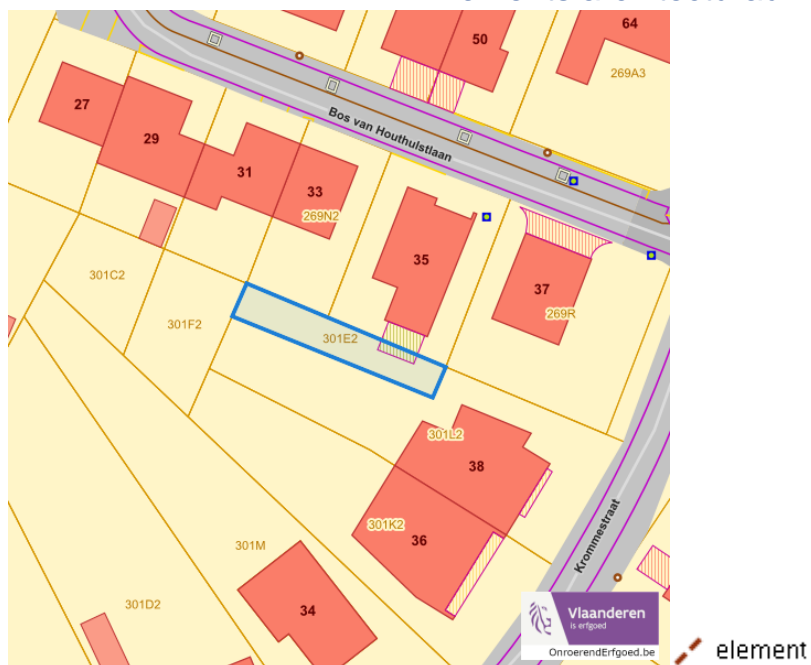 50
64
269A3
27
29
Bos van Houthulstlaan
31
33
269N2
35
301C2
37
269R
301F2
301E2
301L2
38
301K2
36
Krommestraat
301M
34
301D2
Vlaanderen
is erfgoed
OnroerendErfgoed.be
element